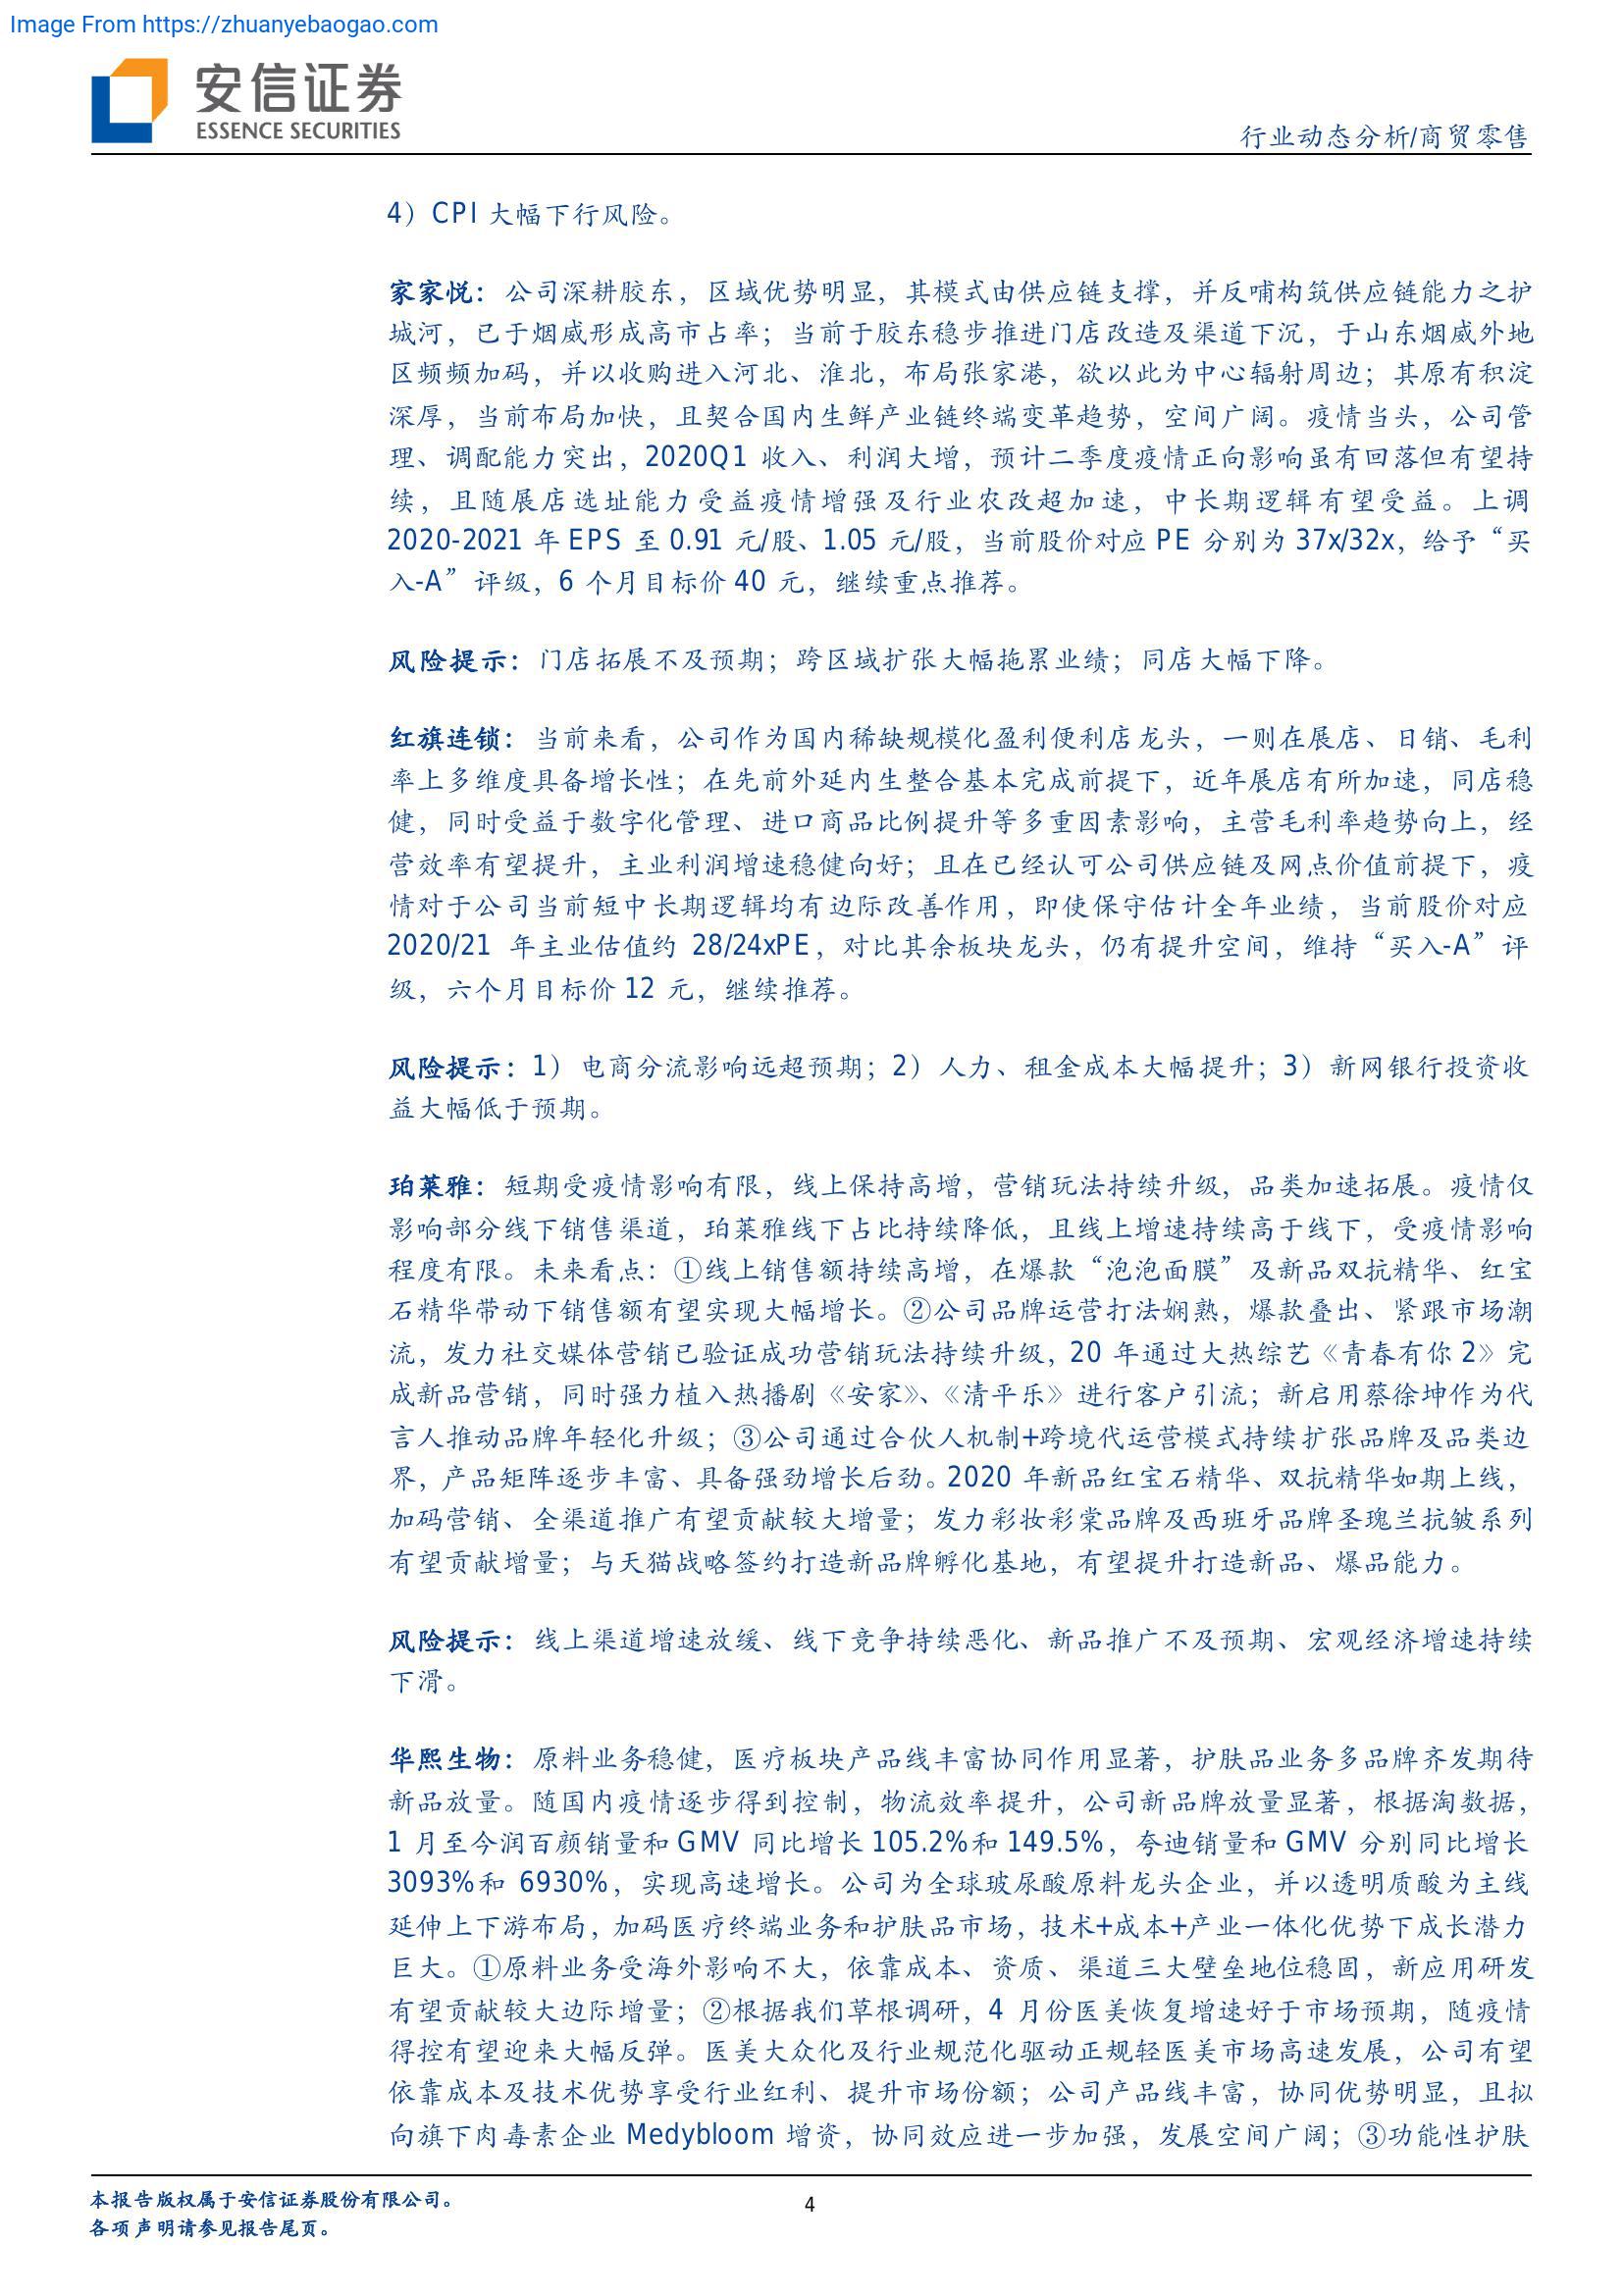 Image From https://zhuanyebaogao.com
安信证券
ESSENCE SECURITIES
行业动态分析/商贸零售
4）CPI 大幅下行风险。
家家悦：公司深耕胶东，区域优势明显，其模式由供应链支撑，并反哺构筑供应链能力之护
城河，已于烟威形成高市占率；当前于胶东稳步推进门店改造及渠道下沉，于山东烟威外地
区频频加码，并以收购进入河北、淮北，布局张家港，欲以此为中心辐射周边；其原有积淀
深厚，当前布局加快，且契合国内生鲜产业链终端变革趋势，空间广阔。疫情当头，公司管
理、调配能力突出，2020Q1 收入、利润大增，预计二季度疫情正向影响虽有回落但有望持
续，且随展店选址能力受益疫情增强及行业农改超加速，中长期逻辑有望受益。上调
2020-2021 年 EPS 至 0.91 元/股、1.05 元/股，当前股价对应 PE 分别为 37x/32x，给予“买
入-A”评级，6 个月目标价 40 元，继续重点推荐。
风险提示：门店拓展不及预期；跨区域扩张大幅拖累业绩；同店大幅下降。
红旗连锁：当前来看，公司作为国内稀缺规模化盈利便利店龙头，一则在展店、日销、毛利
率上多维度具备增长性；在先前外延内生整合基本完成前提下，近年展店有所加速，同店稳
健，同时受益于数字化管理、进口商品比例提升等多重因素影响，主营毛利率趋势向上，经
营效率有望提升，主业利润增速稳健向好；且在已经认可公司供应链及网点价值前提下，疫
情对于公司当前短中长期逻辑均有边际改善作用，即使保守估计全年业绩，当前股价对应
2020/21 年主业估值约 28/24xPE，对比其余板块龙头，仍有提升空间，维持“买入-A”评
级，六个月目标价 12 元，继续推荐。
风险提示：1）电商分流影响远超预期；2）人力、租金成本大幅提升；3）新网银行投资收
益大幅低于预期。
珀莱雅：短期受疫情影响有限，线上保持高增，营销玩法持续升级，品类加速拓展。疫情仅
影响部分线下销售渠道，珀莱雅线下占比持续降低，且线上增速持续高于线下，受疫情影响
程度有限。未来看点：①线上销售额持续高增，在爆款“泡泡面膜”及新品双抗精华、红宝
石精华带动下销售额有望实现大幅增长。②公司品牌运营打法娴熟，爆款叠出、紧跟市场潮
流，发力社交媒体营销已验证成功营销玩法持续升级，20 年通过大热综艺《青春有你 2》完
成新品营销，同时强力植入热播剧《安家》、《清平乐》进行客户引流；新启用蔡徐坤作为代
言人推动品牌年轻化升级；③公司通过合伙人机制+跨境代运营模式持续扩张品牌及品类边
界，产品矩阵逐步丰富、具备强劲增长后劲。2020 年新品红宝石精华、双抗精华如期上线，
加码营销、全渠道推广有望贡献较大增量；发力彩妆彩棠品牌及西班牙品牌圣瑰兰抗皱系列
有望贡献增量；与天猫战略签约打造新品牌孵化基地，有望提升打造新品、爆品能力。
风险提示：线上渠道增速放缓、线下竞争持续恶化、新品推广不及预期、宏观经济增速持续
下滑。
华熙生物：原料业务稳健，医疗板块产品线丰富协同作用显著，护肤品业务多品牌齐发期待
新品放量。随国内疫情逐步得到控制，物流效率提升，公司新品牌放量显著，根据淘数据，
1 月至今润百颜销量和 GMV 同比增长 105.2%和 149.5%，夸迪销量和 GMV 分别同比增长
3093%和 6930%，实现高速增长。公司为全球玻尿酸原料龙头企业，并以透明质酸为主线
延伸上下游布局，加码医疗终端业务和护肤品市场，技术+成本+产业一体化优势下成长潜力
巨大。①原料业务受海外影响不大，依靠成本、资质、渠道三大壁垒地位稳固，新应用研发
有望贡献较大边际增量；②根据我们草根调研，4 月份医美恢复增速好于市场预期，随疫情
得控有望迎来大幅反弹。医美大众化及行业规范化驱动正规轻医美市场高速发展，公司有望
依靠成本及技术优势享受行业红利、提升市场份额；公司产品线丰富，协同优势明显，且拟
向旗下肉毒素企业 Medybloom 增资，协同效应进一步加强，发展空间广阔；③功能性护肤
本报告版权属于安信证券股份有限公司。
4
各项声明请参见报告尾页。